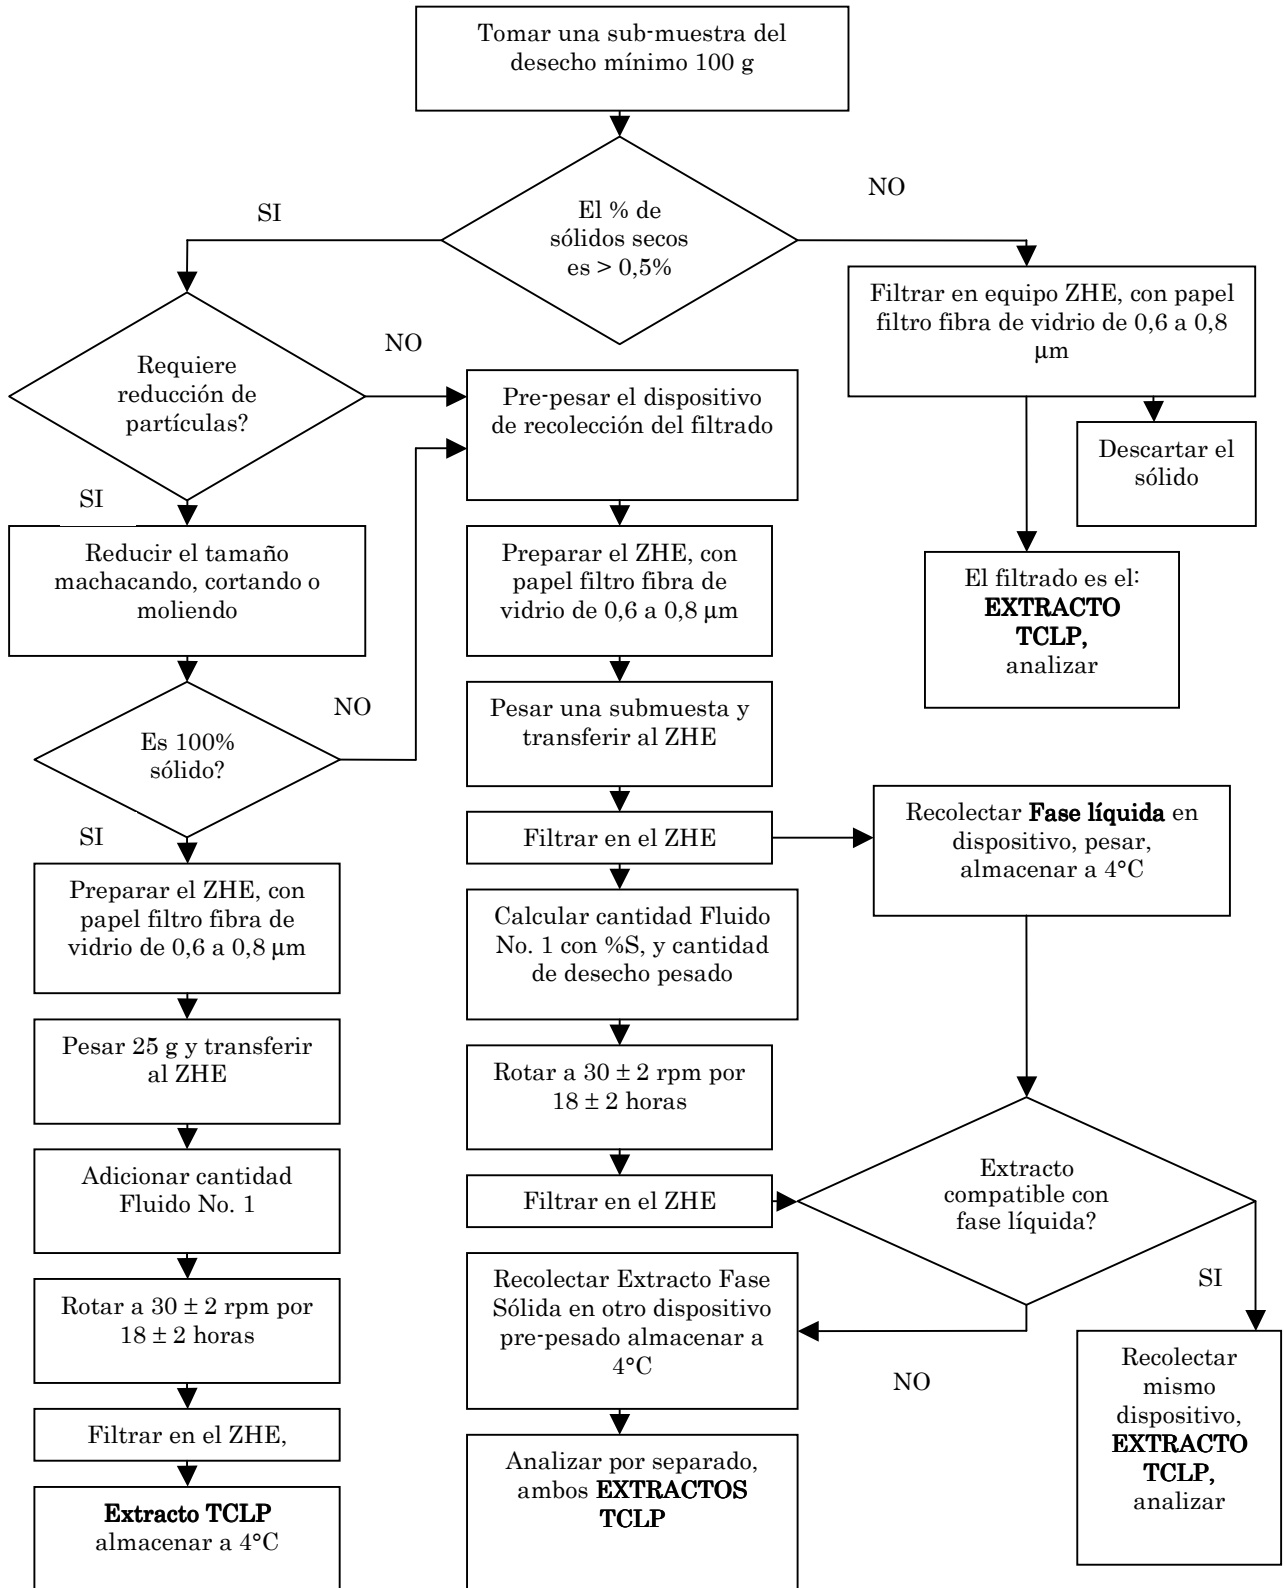 Tomar una sub-muestra del
desecho mínimo 100 g
NO
SI
El % de
sólidos secos
es > 0,5%
Filtrar en equipo ZHE, con papel
filtro fibra de vidrio de 0,6 a 0,8
µm
Requiere
reducción de
partículas?
NO
Pre-pesar el dispositivo
de recolección del filtrado
Descartar el
sólido
SI
Reducir el tamaño
machacando, cortando o
moliendo
Preparar el ZHE, con
papel filtro fibra de
vidrio de 0,6 a 0,8 µm
El filtrado es el:
EXTRACTO
TCLP,
analizar
Es 100%
sólido?
NO
Pesar una submuesta y
transferir al ZHE
SI
Filtrar en el ZHE
Recolectar Fase líquida en
dispositivo, pesar,
almacenar a 4°C
Preparar el ZHE, con
papel filtro fibra de
vidrio de 0,6 a 0,8 µm
Calcular cantidad Fluido
No. 1 con %S, y cantidad
de desecho pesado
Pesar 25 g y transferir
al ZHE
Rotar a 30 ± 2 rpm por
18 ± 2 horas
Adicionar cantidad
Fluido No. 1
Filtrar en el ZHE
Extracto
compatible con
fase líquida?
SI
Rotar a 30 ± 2 rpm por
18 ± 2 horas
Recolectar Extracto Fase
Sólida en otro dispositivo
pre-pesado almacenar a
4°C
NO
Recolectar
mismo
dispositivo,
EXTRACTO
TCLP,
analizar
Filtrar en el ZHE,
Analizar por separado,
ambos EXTRACTOS
TCLP
Extracto TCLP
almacenar a 4°C